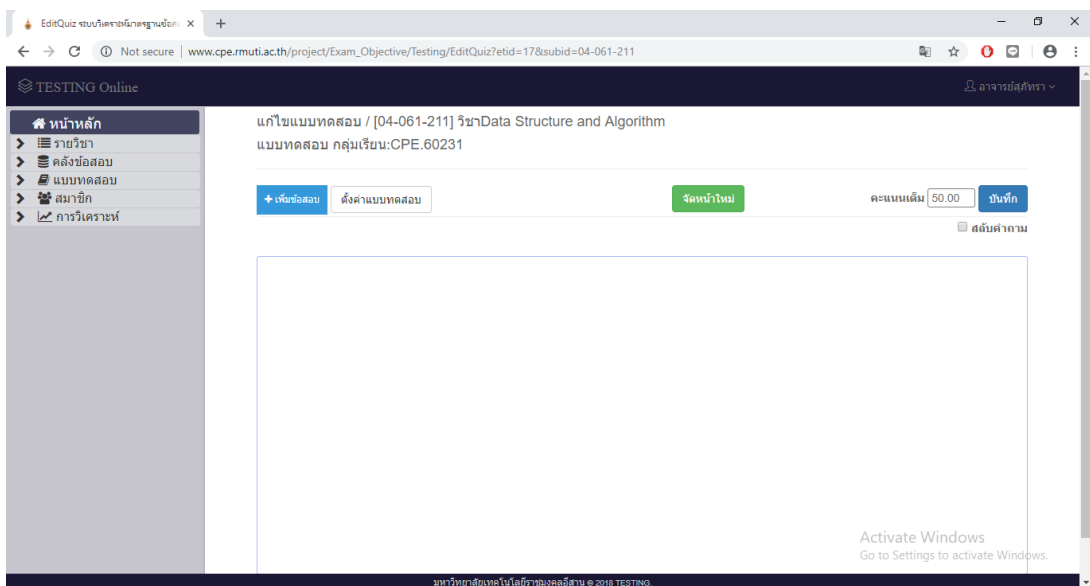 EditQuiz ระบบวิเคราะห์มาตรฐานข้อส
Not secure | www.cpe.rmuti.ac.th/project/Exam_Objective/Testing/EditQuiz?etid=17&subid=04-061-211
TESTING Online
อาจารย์สุภัทรา
หน้าหลัก
รายวิชา
คลังข้อสอบ
แบบทดสอบ
สมาชิก
การวิเคราะห์
แก้ไขแบบทดสอบ / [04-061-211] วิชาData Structure and Algorithm
แบบทดสอบ กลุ่มเรียน:CPE.60231
+ เพิ่มข้อสอบ ตั้งค่าแบบทดสอบ จัดหน้าใหม่ คะแนนเต็ม 50.00 บันทึก
สลับคำถาม
Activate Windows
Go to Settings to activate Windows.
มหาวิทยาลัยเทคโนโลยีราชมงคลอีสาน © 2018 TESTING.